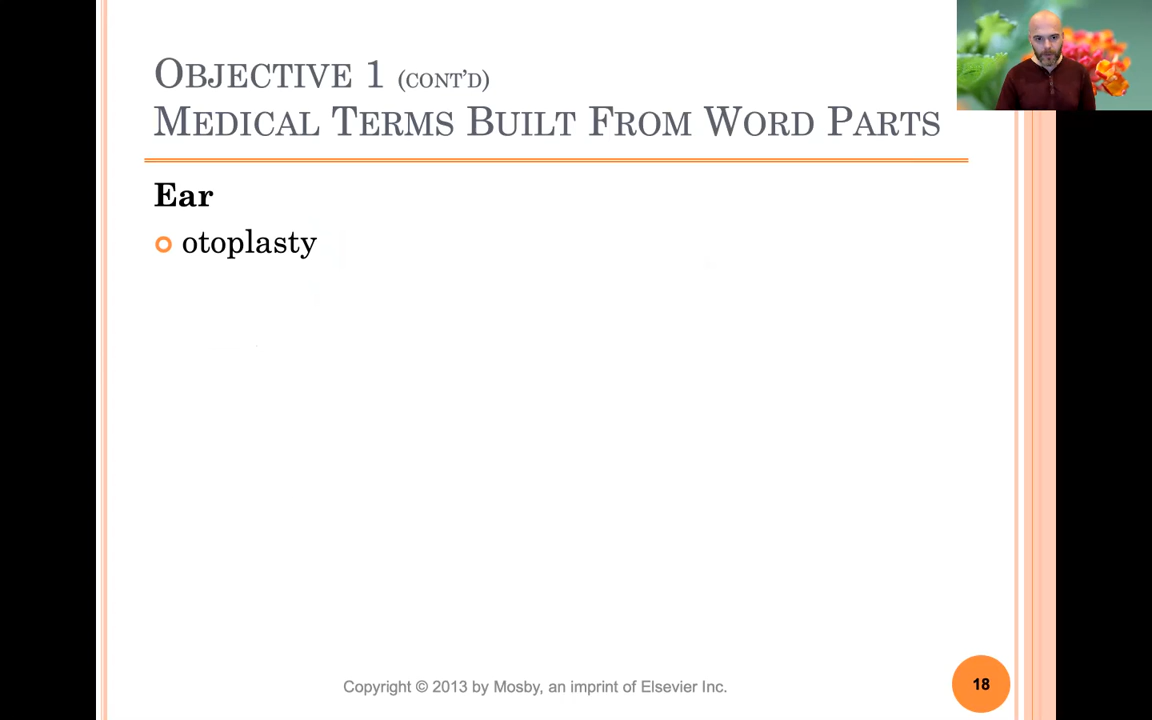 Objective 1 (cont'd)
Medical Terms Built From Word Parts
Ear
otoplasty
Copyright © 2013 by Mosby, an imprint of Elsevier Inc.
18